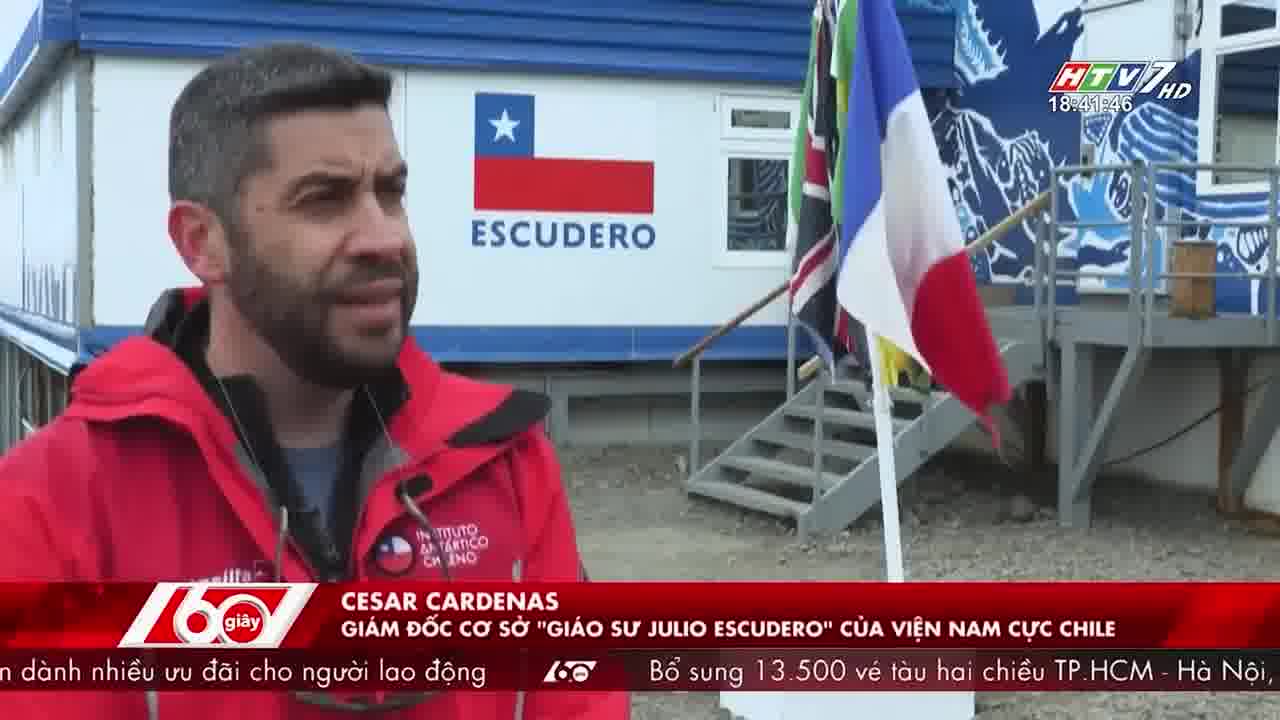 HTV7 HD
18:41:46
ESCUDERO
INSTITUTO
ANTÁRTICO
CHILENO
60 giây
CESAR CARDENAS
GIÁM ĐỐC CƠ SỞ "GIÁO SƯ JULIO ESCUDERO" CỦA VIỆN NAM CỰC CHILE
dành nhiều ưu đãi cho người lao động 60 Bổ sung 13.500 vé tàu hai chiều TP.HCM - Hà Nội,